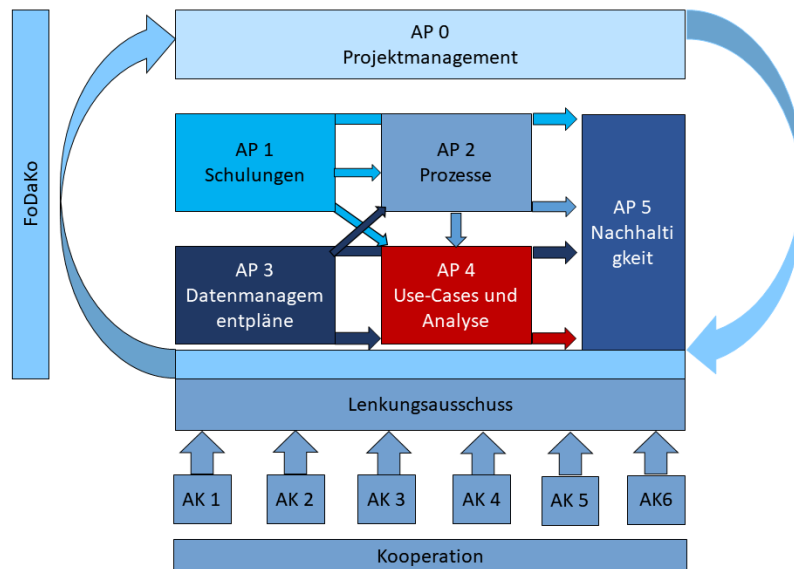 FoDaKo
AP 0
Projektmanagement
AP 1
Schulungen
AP 2
Prozesse
AP 3
Datenmanagem
entpläne
AP 4
Use-Cases und
Analyse
AP 5
Nachhalti
gkeit
Lenkungsausschuss
AK 1
AK 2
AK 3
AK 4
AK 5
AK6
Kooperation